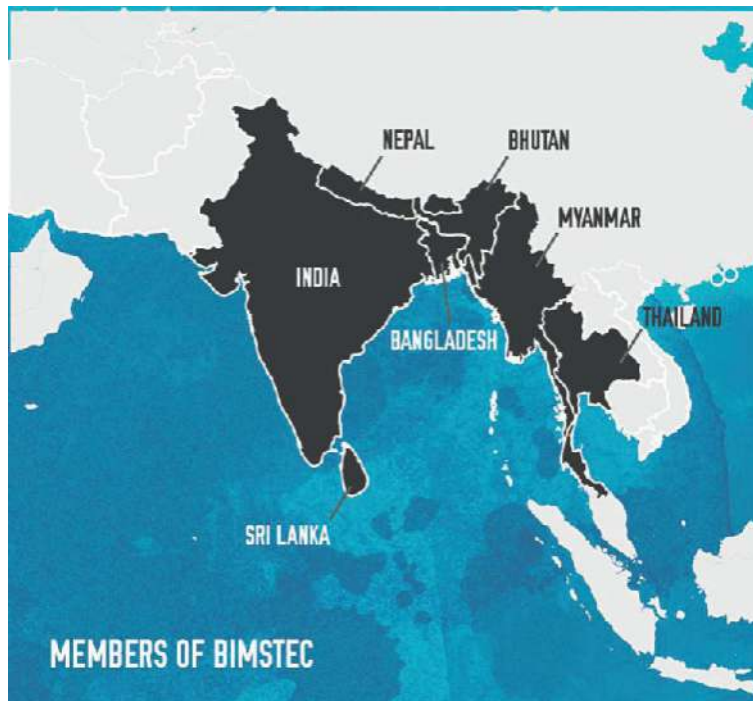 NEPAL
BHUTAN
MYANMAR
INDIA
THAILAND
BANGLADESH
SRI LANKA
MEMBERS OF BIMSTEC